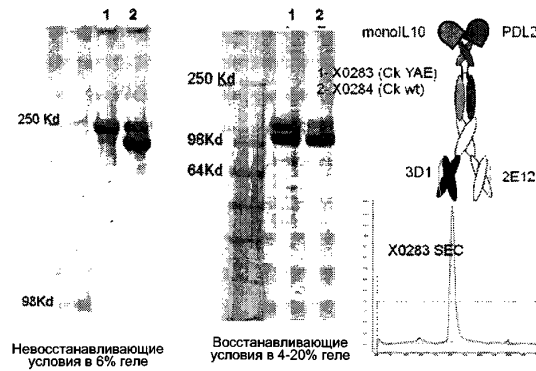 1 2
250 Kd
98Kd
Невосстанавливающие
условия в 6% геле
1 2
250 Kd
98Kd
64Kd
Восстанавливающие
условия в 4-20% геле
monoIL10
PDL2
1- X0283 (Ck YAE)
2- X0284 (Ck wt)
3D1
2E12
X0283 SEC